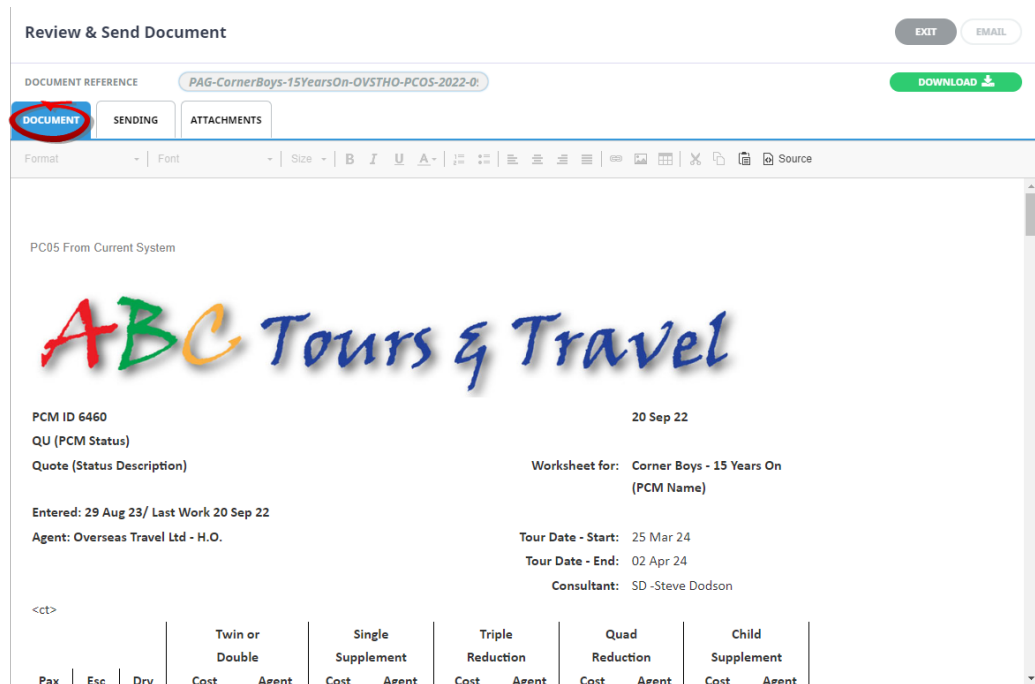 Review & Send Document
EXIT
EMAIL
DOCUMENT REFERENCE
PAG-CornerBoys-15YearsOn-OVSTHO-PCOS-2022-0
DOWNLOAD
DOCUMENT
SENDING
ATTACHMENTS
Format
Font
Size
B I U A
Source
PC05 From Current System
ABC Tours & Travel
PCM ID 6460
20 Sep 22
QU (PCM Status)
Quote (Status Description)
Worksheet for: Corner Boys - 15 Years On
(PCM Name)
Entered: 29 Aug 23/ Last Work 20 Sep 22
Agent: Overseas Travel Ltd - H.O.
Tour Date - Start: 25 Mar 24
Tour Date - End: 02 Apr 24
Consultant: SD -Steve Dodson
<ct>
Twin or Single Triple Quad Child
Double Supplement Reduction Reduction Supplement
Pax Esc Drv Cost Agent Cost Agent Cost Agent Cost Agent Cost Agent